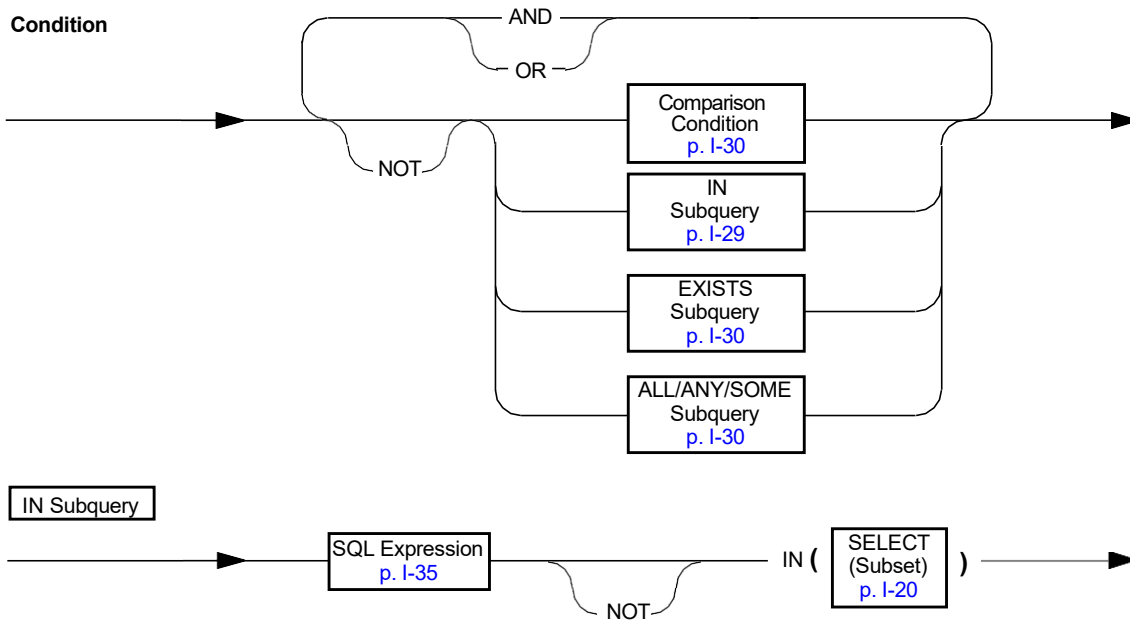 Condition
AND
OR
NOT
Comparison
Condition
p. I-30
IN
Subquery
p. I-29
EXISTS
Subquery
p. I-30
ALL/ANY/SOME
Subquery
p. I-30
IN Subquery
SQL Expression
p. I-35
NOT
IN (
SELECT
(Subset)
p. I-20
)